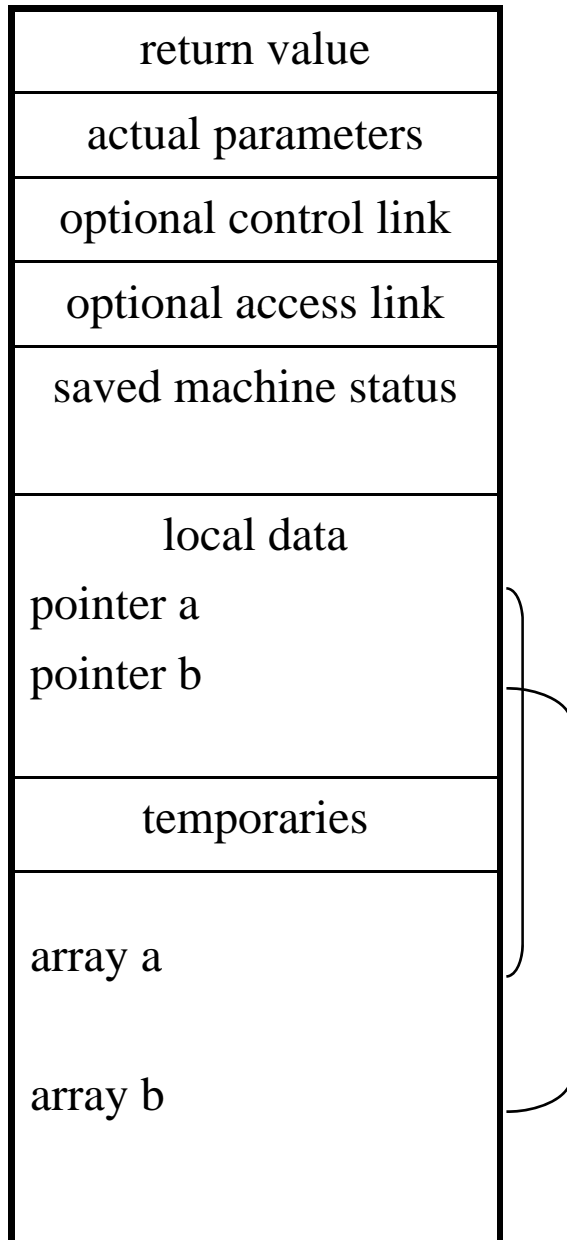 return value
actual parameters
optional control link
optional access link
saved machine status
local data
pointer a
pointer b
temporaries
array a
array b